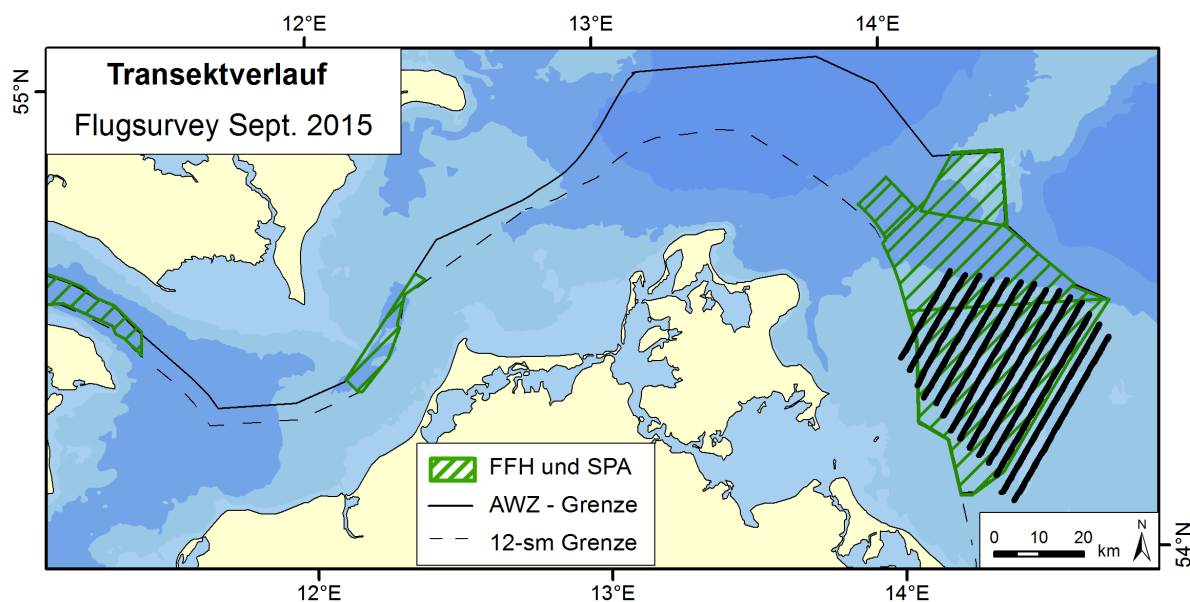 12°E 13°E 14°E
Transektverlauf
Flugsurvey Sept. 2015
55°N
FFH und SPA
AWZ - Grenze
12-sm Grenze
0 10 20 km
N
54°N
12°E 13°E 14°E